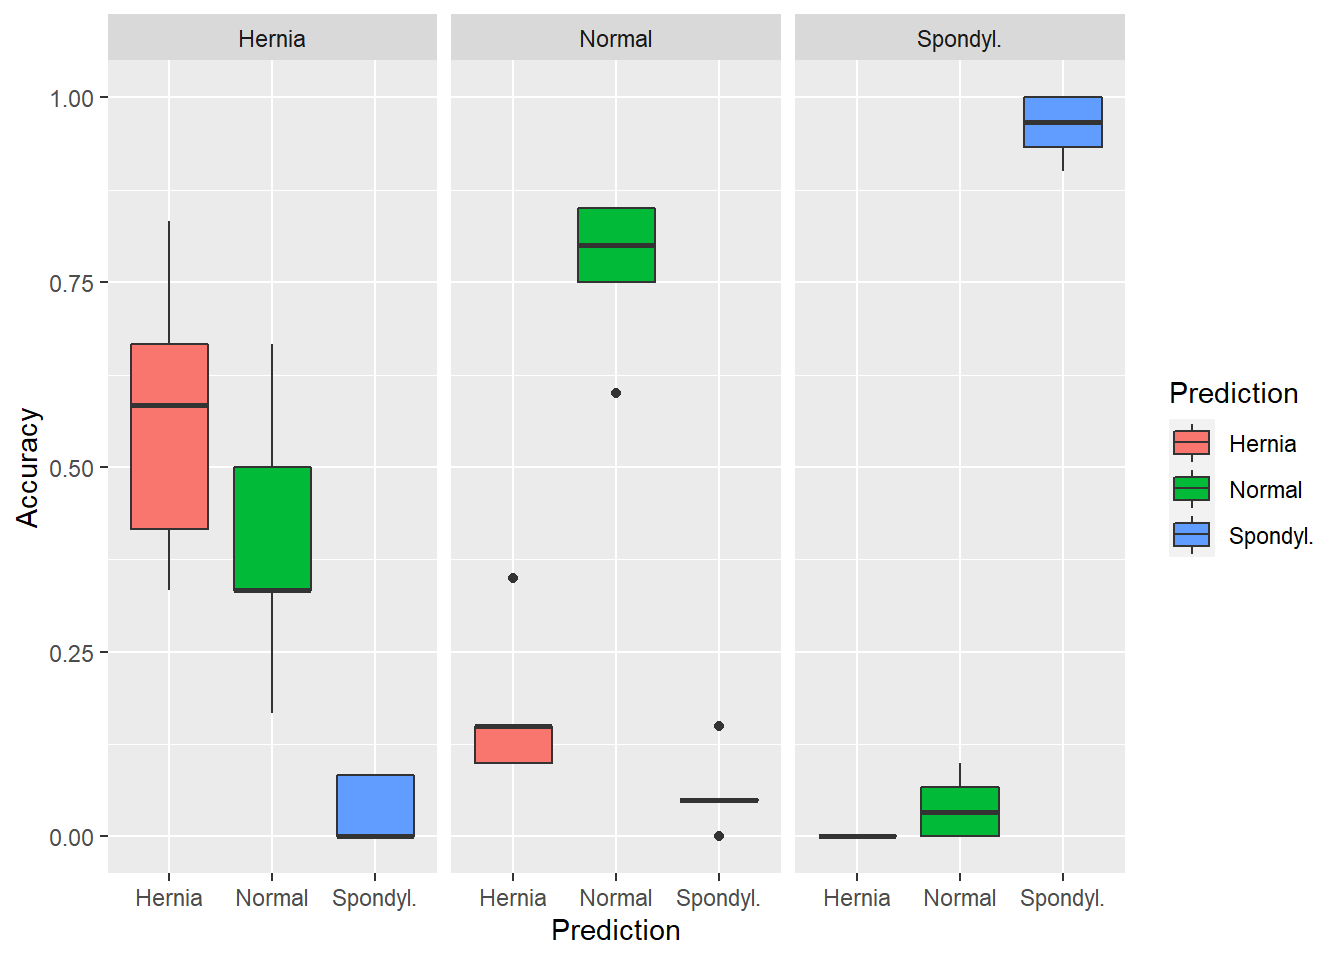 Hernia Normal Spondyl.
1.00
0.75
0.50
0.25
0.00
Accuracy
Hernia Normal Spondyl. Hernia Normal Spondyl. Hernia Normal Spondyl.
Prediction
Prediction
Hernia
Normal
Spondyl.